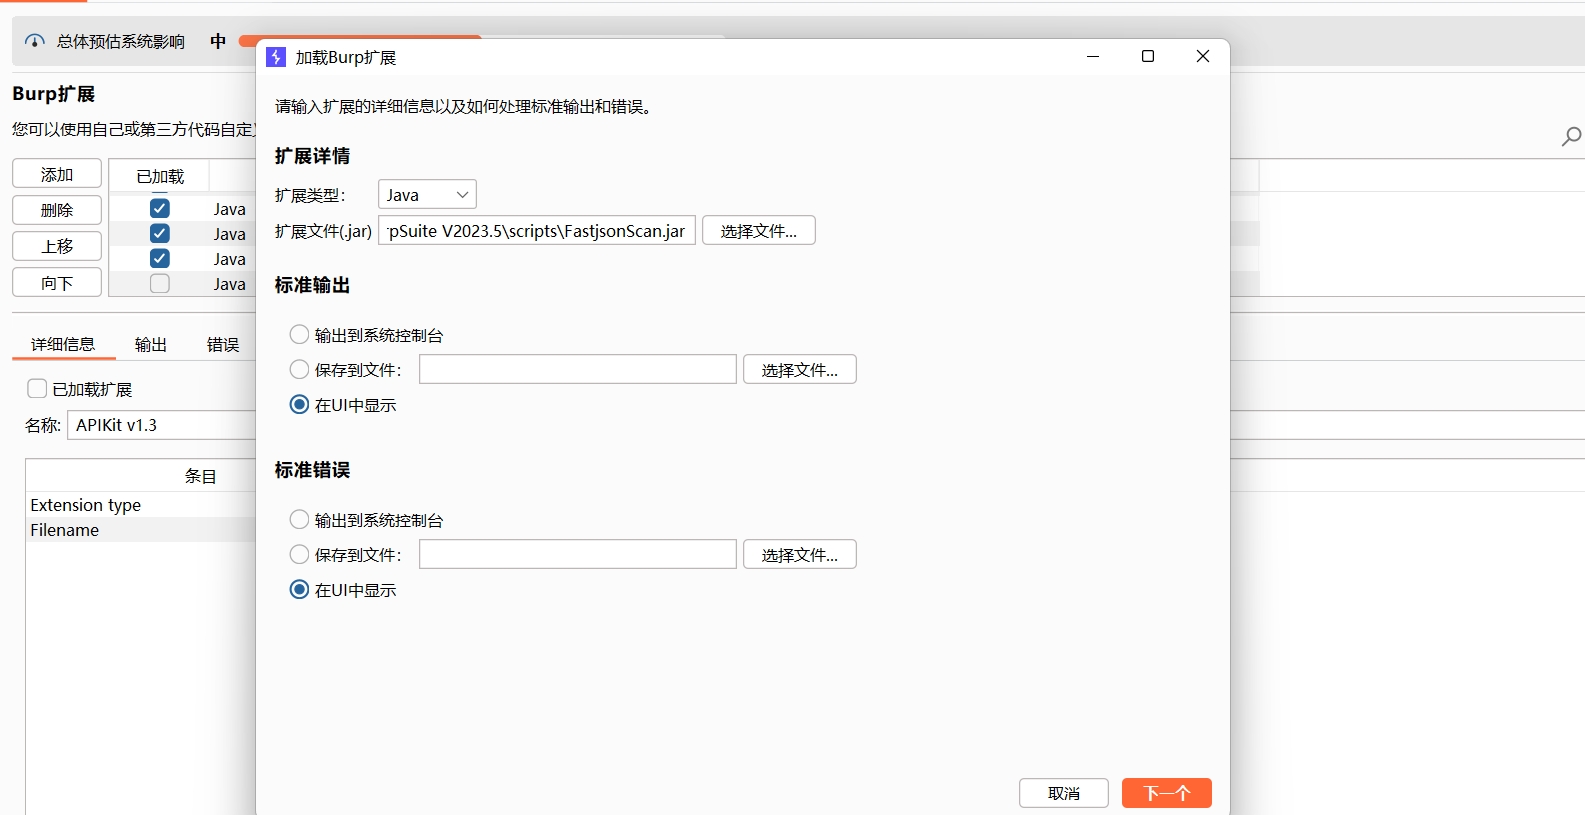 总体预估系统影响 中
Burp扩展
您可以使用自己或第三方代码自定
添加
删除
上移
向下
已加载
Java
Java
Java
Java
详细信息 输出 错误
已加载扩展
名称: APIKit v1.3
条目
Extension type
Filename
加载Burp扩展
请输入扩展的详细信息以及如何处理标准输出和错误。
扩展详情
扩展类型: Java
扩展文件(.jar) pSuite V2023.5\scripts\FastjsonScan.jar 选择文件...
标准输出
输出到系统控制台
保存到文件: 选择文件...
在UI中显示
标准错误
输出到系统控制台
保存到文件: 选择文件...
在UI中显示
取消 下一个